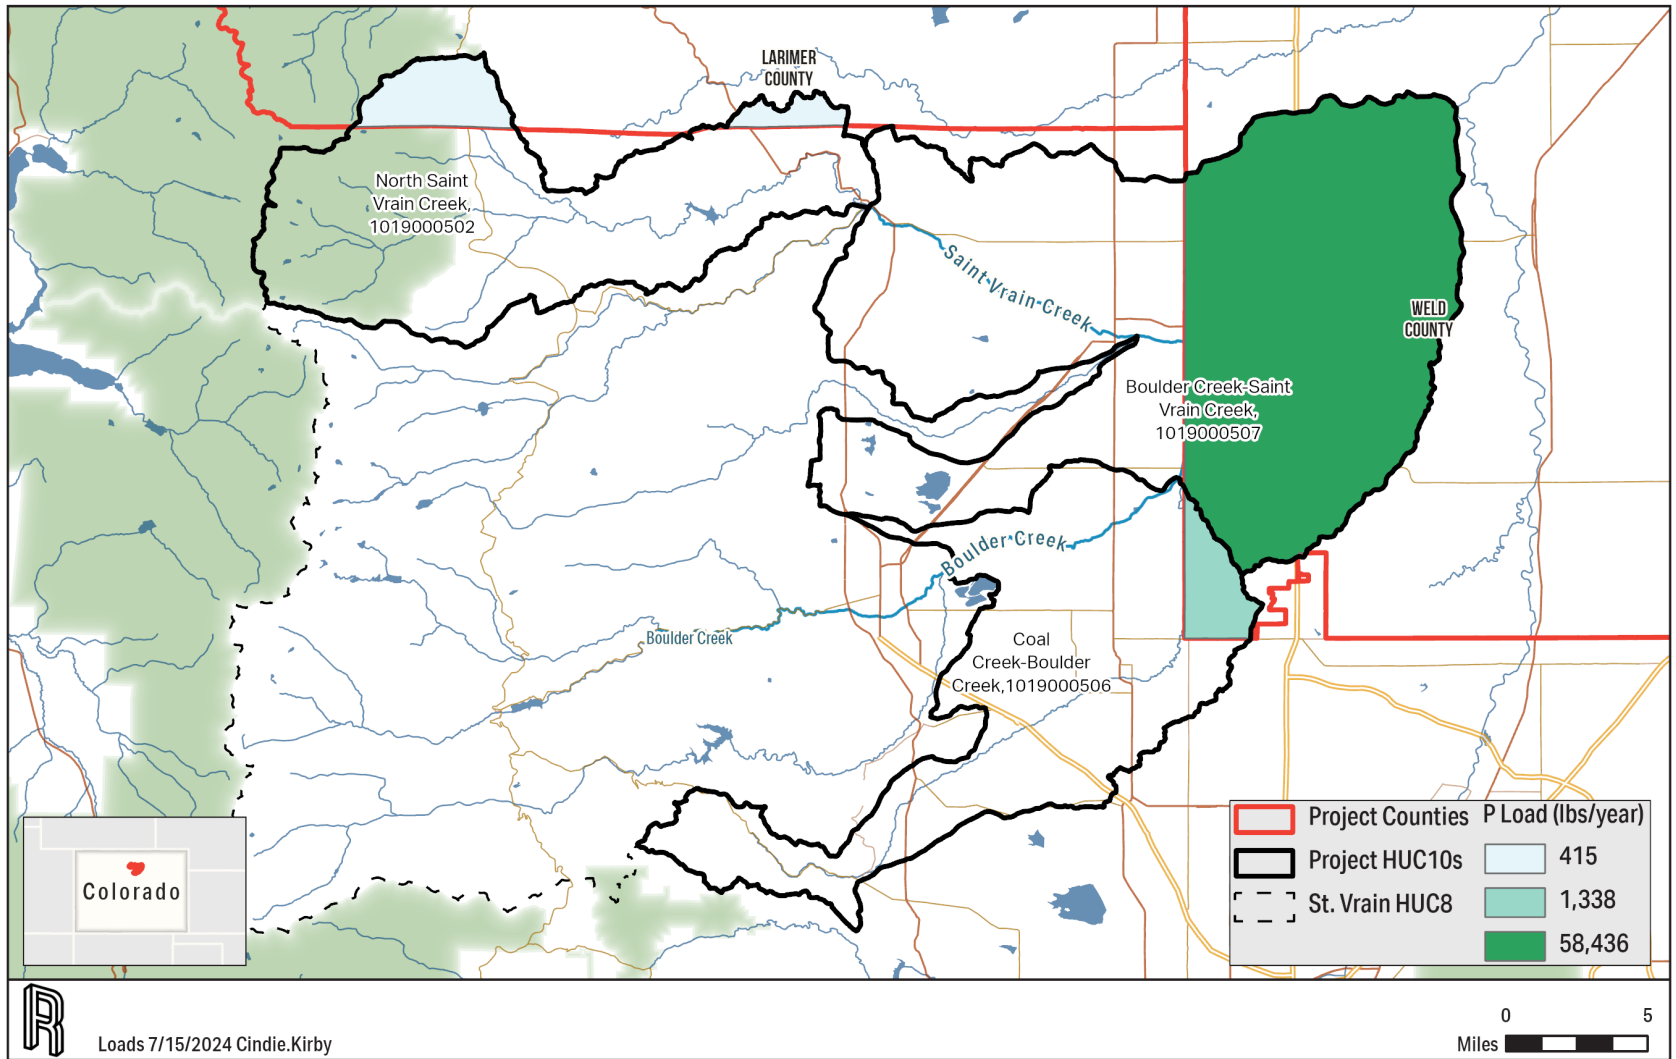 LARIMER
COUNTY
North Saint
Vrain Creek,
1019000502
Saint Vrain Creek
WELD
COUNTY
Boulder Creek-Saint
Vrain Creek,
1019000507
Boulder Creek
Boulder Creek
Coal
Creek-Boulder
Creek,1019000506
Colorado
Project Counties
Project HUC10s
St. Vrain HUC8
P Load (lbs/year)
415
1,338
58,436
R
Loads 7/15/2024 Cindie.Kirby
0 5
Miles